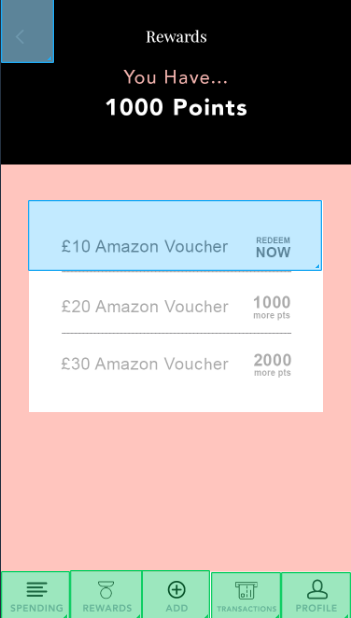 Rewards
You Have...
1000 Points
£10 Amazon Voucher REDEEM NOW
£20 Amazon Voucher 1000 more pts
£30 Amazon Voucher 2000 more pts
SPENDING REWARDS ADD TRANSACTIONS PROFILE